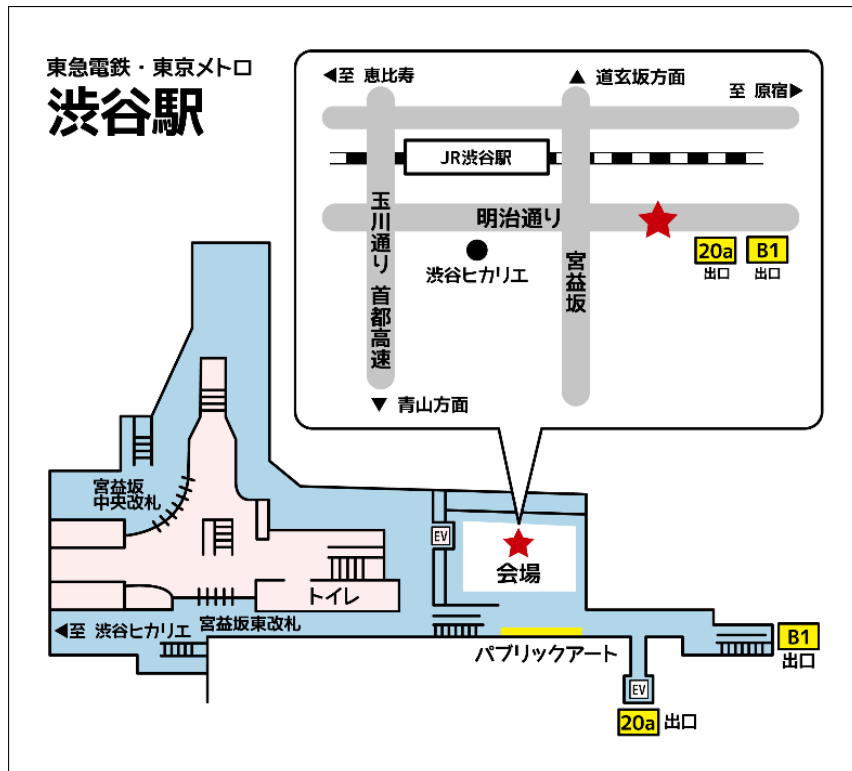 東急電鉄・東京メトロ
渋谷駅
◀至 恵比寿
▲ 道玄坂方面
至 原宿▶
JR渋谷駅
玉川通り 首都高速
明治通り
宮益坂
渋谷ヒカリエ
20a
出口
B1
出口
▼ 青山方面
宮益坂
中央改札
EV
会場
トイレ
◀至 渋谷ヒカリエ
宮益坂東改札
パブリックアート
B1
出口
EV
20a 出口